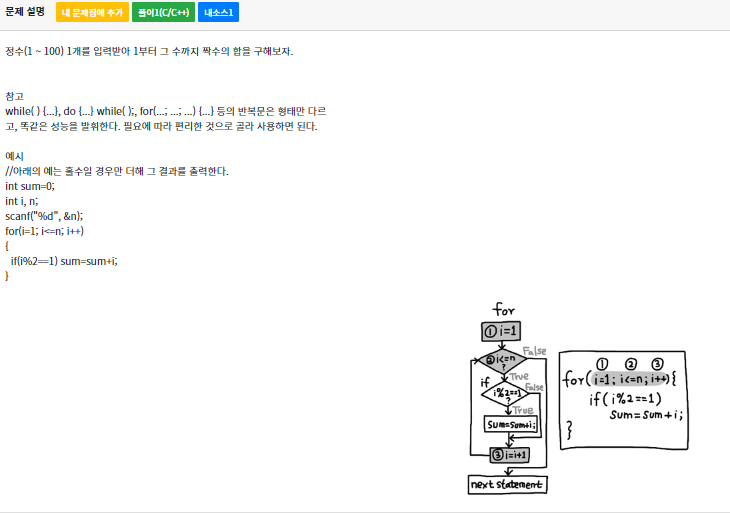 문제 설명 내 문제집에 추가 풀이1(C/C++) 내소스1
정수(1 ~ 100) 1개를 입력받아 1부터 그 수까지 짝수의 합을 구해보자.
참고
while( ) {...}, do {...} while( );, for(...; ...; ...) {...} 등의 반복문은 형태만 다르
고, 똑같은 성능을 발휘한다. 필요에 따라 편리한 것으로 골라 사용하면 된다.
예시
//아래의 예는 홀수일 경우만 더해 그 결과를 출력한다.
int sum=0;
int i, n;
scanf("%d", &n);
for(i=1; i<=n; i++)
{
if(i%2==1) sum=sum+i;
}
for
① i=1
② i<=n
?
False
True
if
i%2==1
?
False
True
sum=sum+i;
③ i=i+1
next statement
① ② ③
for( i=1; i<=n; i++){
if( i%2==1)
sum=sum+i;
}